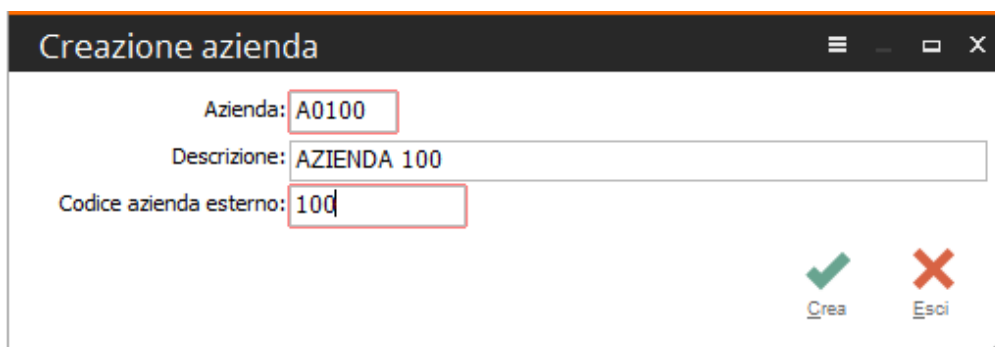 Creazione azienda
Azienda: A0100
Descrizione: AZIENDA 100
Codice azienda esterno: 100
Crea Esci